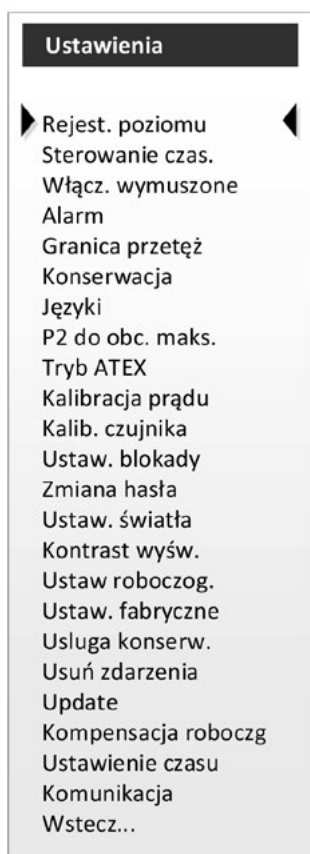 Ustawienia
Rejest. poziomu
Sterowanie czas.
Włącz. wymuszone
Alarm
Granica przetęż
Konserwacja
Języki
P2 do obc. maks.
Tryb ATEX
Kalibracja prądu
Kalib. czujnika
Ustaw. blokady
Zmiana hasła
Ustaw. światła
Kontrast wyśw.
Ustaw roboczog.
Ustaw. fabryczne
Usluga konserw.
Usuń zdarzenia
Update
Kompensacja roboczg
Ustawienie czasu
Komunikacja
Wstecz...